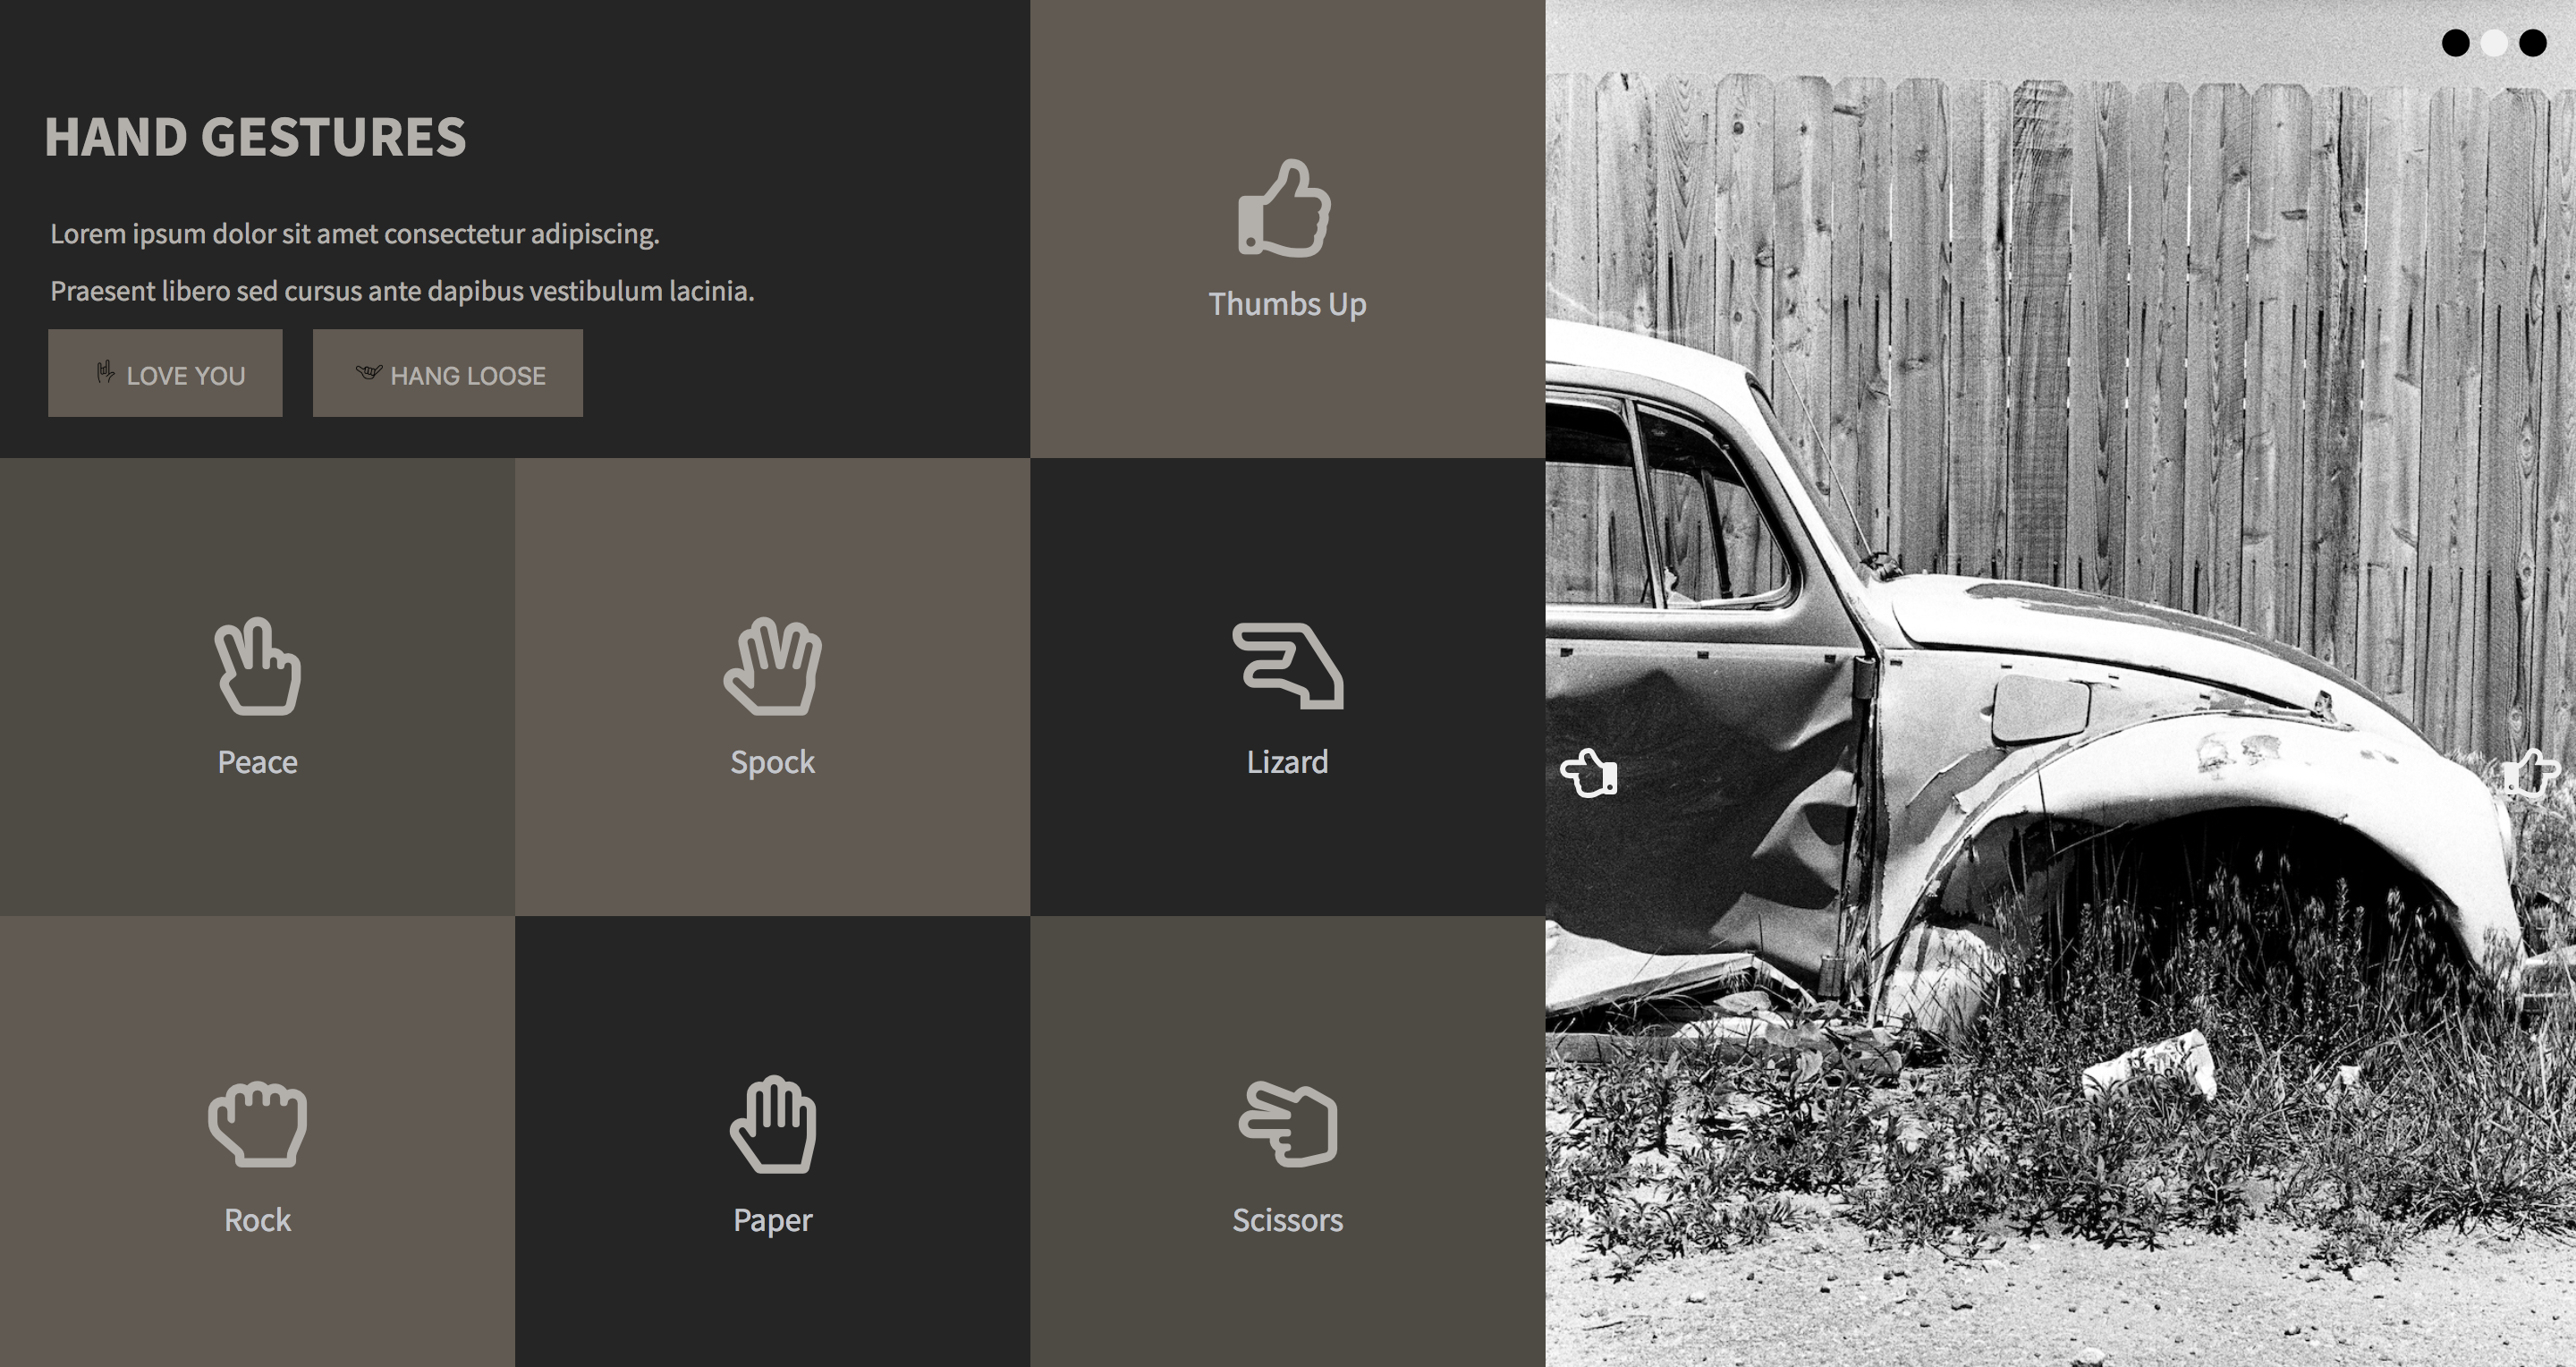 HAND GESTURES
Lorem ipsum dolor sit amet consectetur adipiscing.
Praesent libero sed cursus ante dapibus vestibulum lacinia.
LOVE YOU
HANG LOOSE
Thumbs Up
Peace
Spock
Lizard
Rock
Paper
Scissors